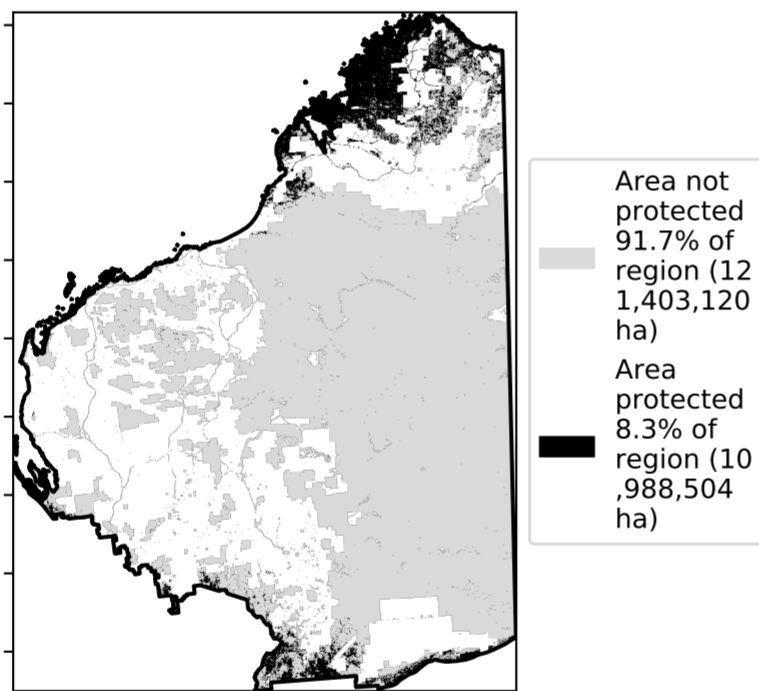 Area not
protected
91.7% of
region (12
1,403,120
ha)
Area
protected
8.3% of
region (10
,988,504
ha)